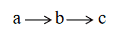 a → b → c